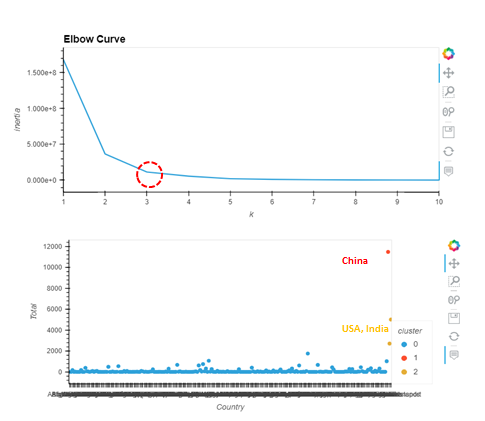 Elbow Curve
1.500e+8
1.000e+8
5.000e+7
0.000e+0
inertia
1 2 3 4 5 6 7 8 9 10
k
12000
10000
8000
6000
4000
2000
0
Total
China
USA, India
cluster
0
1
2
Country